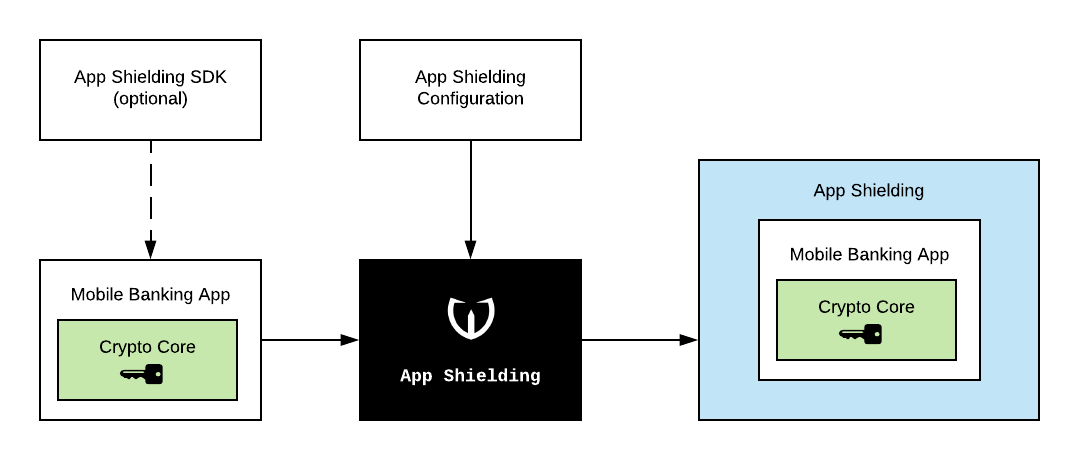 App Shielding SDK
(optional)
App Shielding
Configuration
Mobile Banking App
Crypto Core
App Shielding
App Shielding
Mobile Banking App
Crypto Core